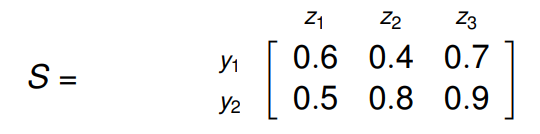 z₁ z₂ z₃
S = y₁ [ 0.6 0.4 0.7 ]
y₂ [ 0.5 0.8 0.9 ]